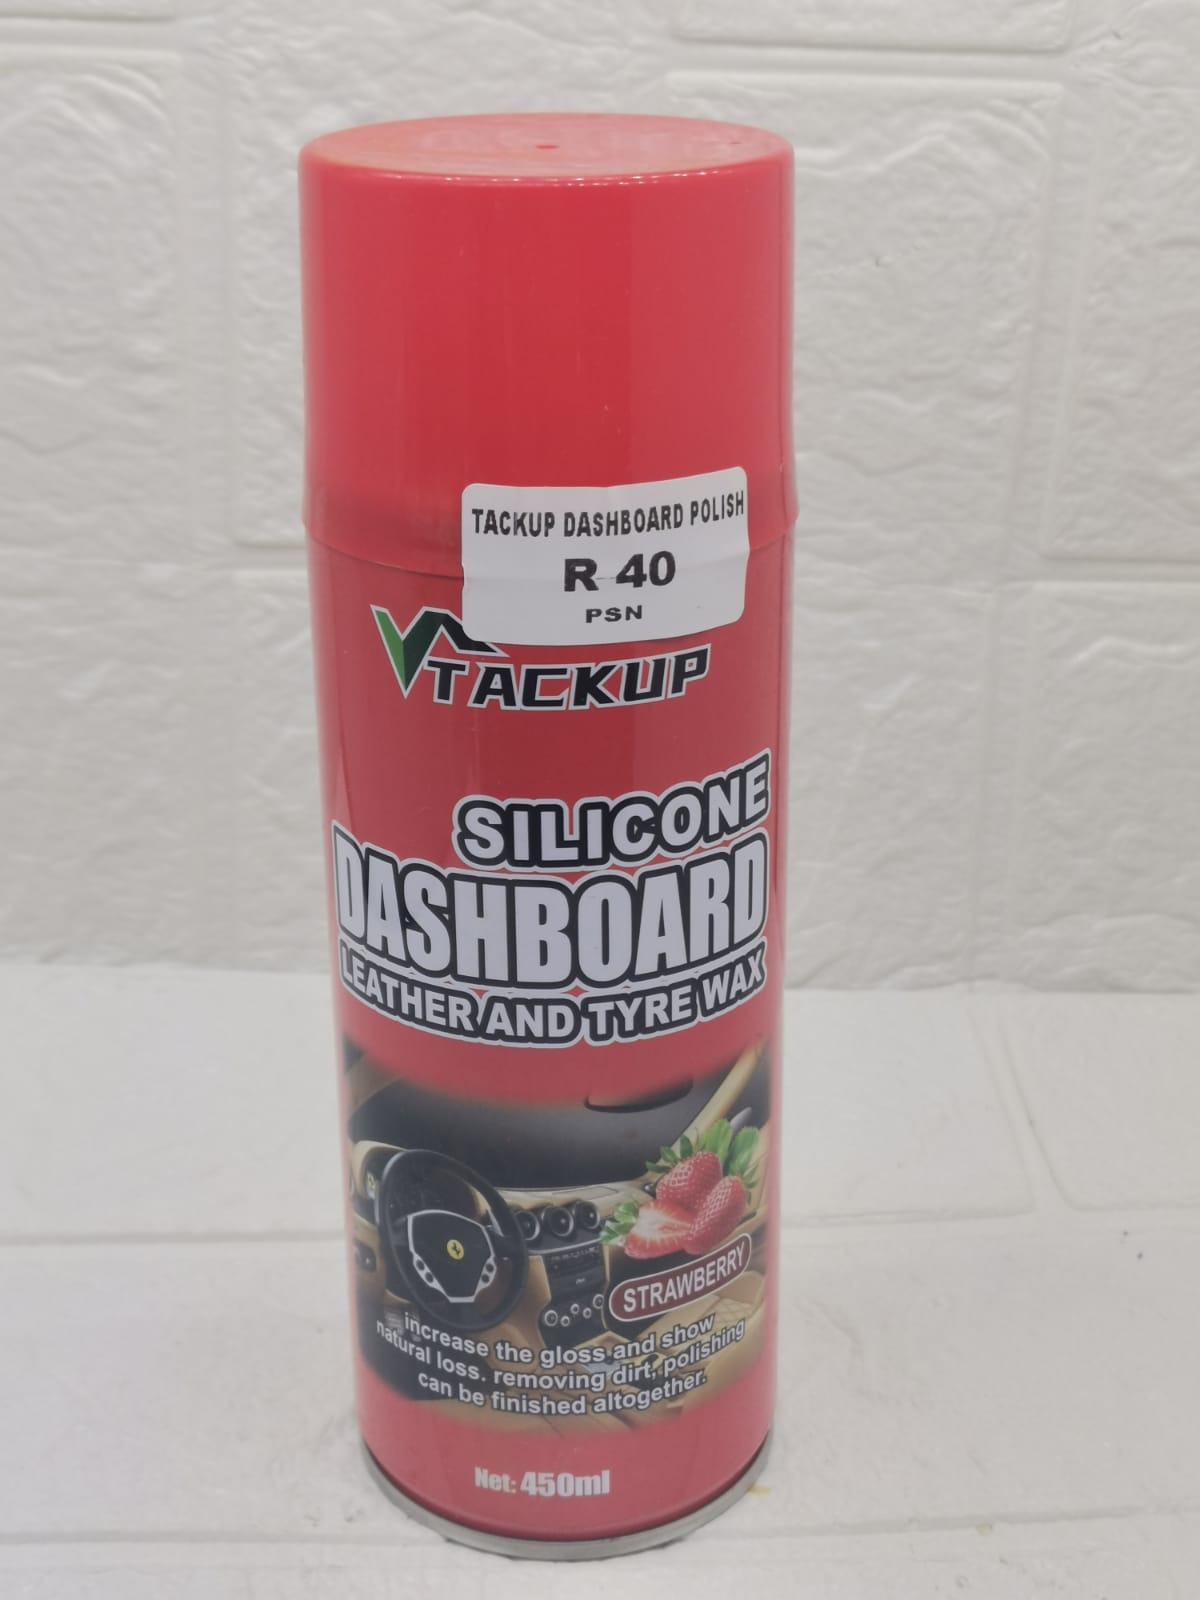 TACKUP DASHBOARD POLISH
R 40
PSN
TACKUP
SILICONE
DASHBOARD
LEATHER AND TYRE WAX
STRAWBERRY
increase the gloss and show
natural loss. removing dirt, polishing
can be finished altogether.
Net: 450ml